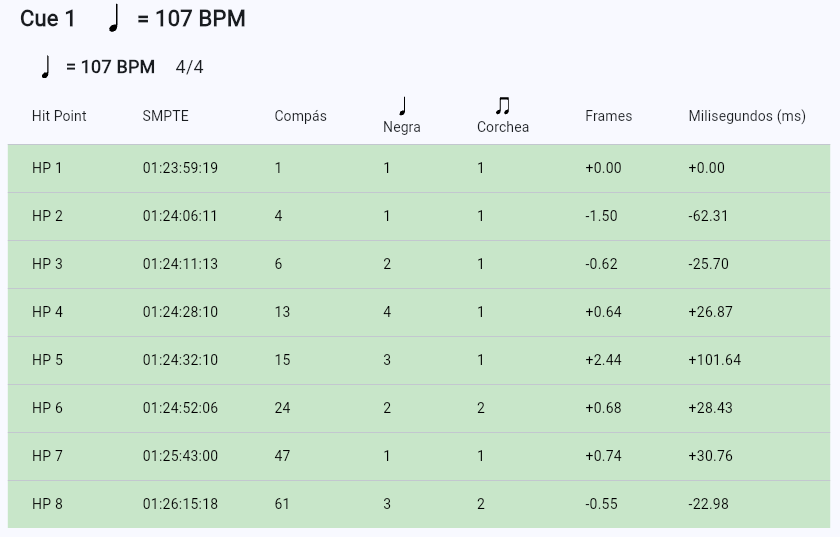 Cue 1 ♩ = 107 BPM
♩ = 107 BPM 4/4
Hit Point SMPTE Compás ♩ Negra ♫ Corchea Frames Milisegundos (ms)
HP 1 01:23:59:19 1 1 1 +0.00 +0.00
HP 2 01:24:06:11 4 1 1 -1.50 -62.31
HP 3 01:24:11:13 6 2 1 -0.62 -25.70
HP 4 01:24:28:10 13 4 1 +0.64 +26.87
HP 5 01:24:32:10 15 3 1 +2.44 +101.64
HP 6 01:24:52:06 24 2 2 +0.68 +28.43
HP 7 01:25:43:00 47 1 1 +0.74 +30.76
HP 8 01:26:15:18 61 3 2 -0.55 -22.98